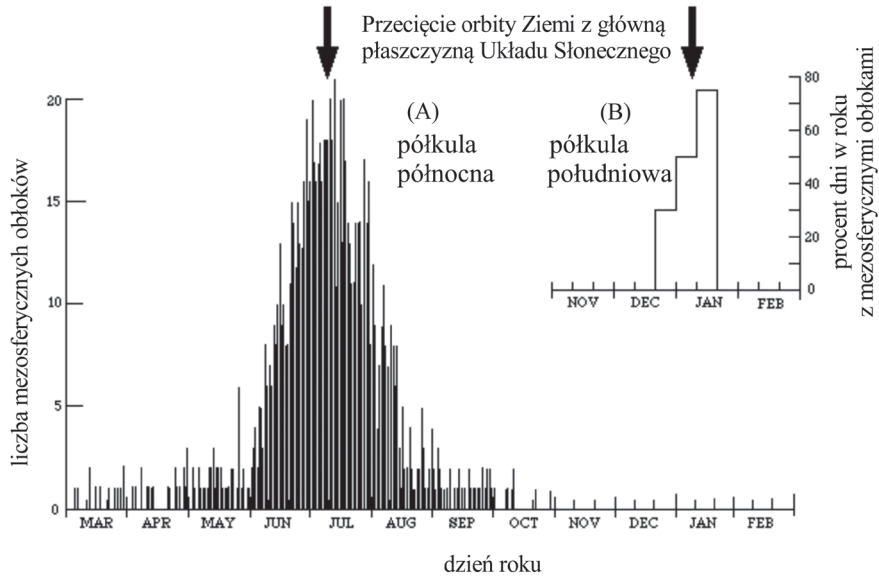 Przecięcie orbity Ziemi z główną
płaszczyzną Układu Słonecznego
(A)
półkula
północna
(B)
półkula
południowa
liczba mezosferycznych obłoków
20
15
10
5
0
80
60
40
30
20
0
procent dni w roku
z mezosferycznymi obłokami
NOV DEC JAN FEB
MAR APR MAY JUN JUL AUG SEP OCT NOV DEC JAN FEB
dzień roku